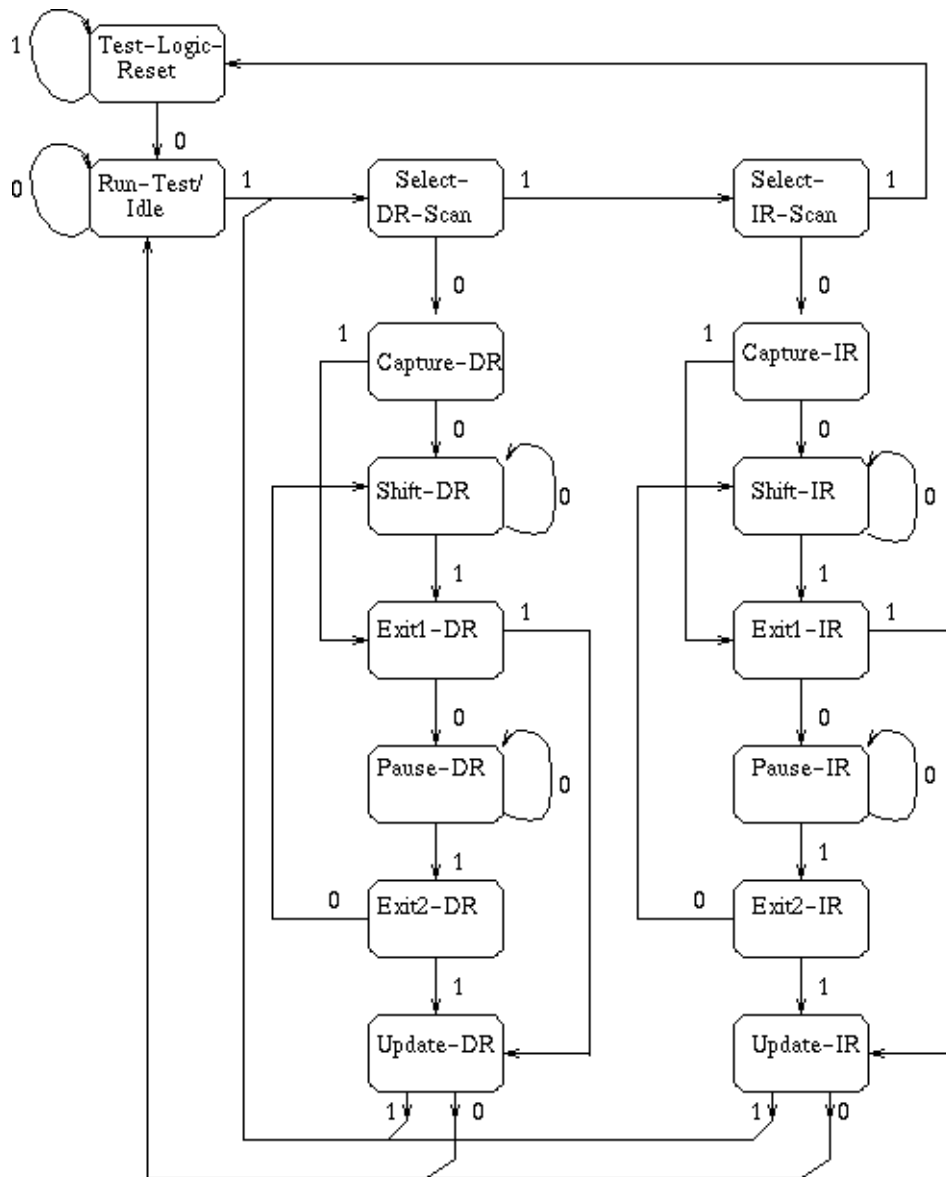 1
Test-Logic-
Reset
0
0
Run-Test/
Idle
1
Select-
DR-Scan
1
Select-
IR-Scan
1
0
0
1
Capture-DR
1
Capture-IR
0
0
Shift-DR
0
Shift-IR
0
1
1
Exit1-DR
1
Exit1-IR
1
0
0
Pause-DR
0
Pause-IR
0
1
1
0
Exit2-DR
0
Exit2-IR
1
1
Update-DR
Update-IR
1
0
1
0